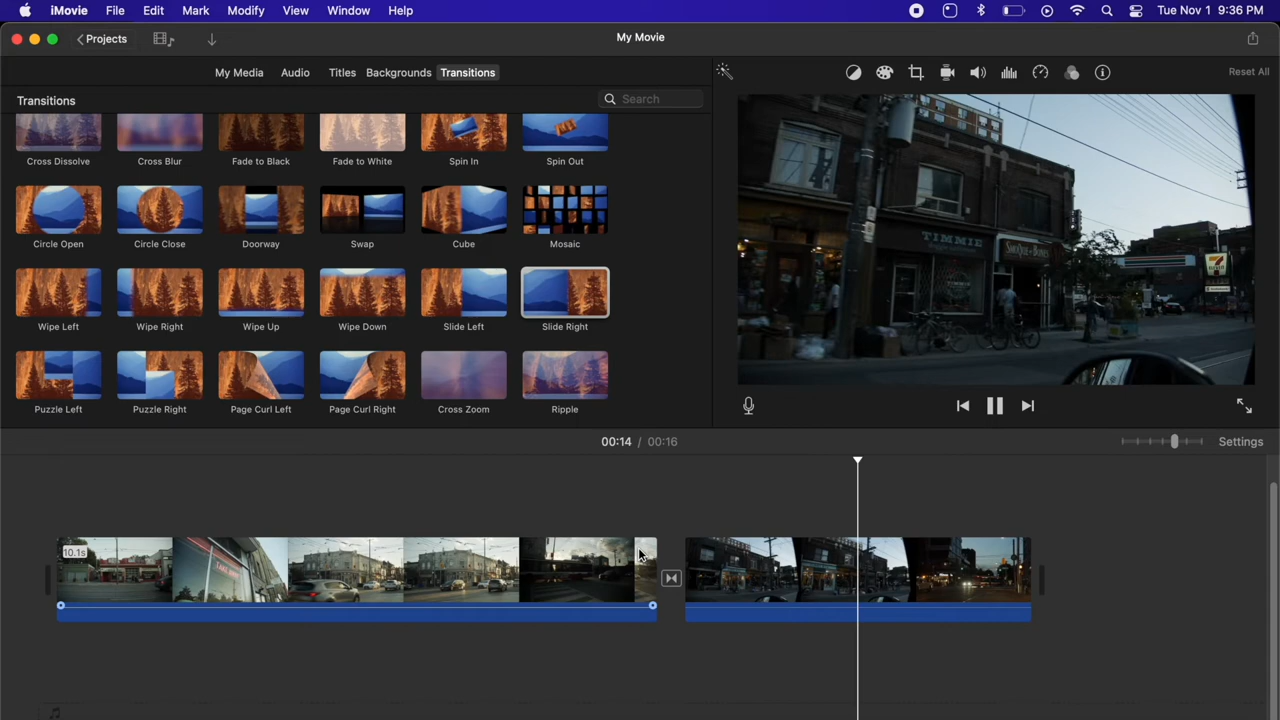 iMovie File Edit Mark Modify View Window Help Tue Nov 1 9:36 PM
Projects My Movie
My Media Audio Titles Backgrounds Transitions Reset All
Transitions Search
Cross Dissolve Cross Blur Fade to Black Fade to White Spin In Spin Out
Circle Open Circle Close Doorway Swap Cube Mosaic
Wipe Left Wipe Right Wipe Up Wipe Down Slide Left Slide Right
Puzzle Left Puzzle Right Page Curl Left Page Curl Right Cross Zoom Ripple
TIMMIE
SMOQUE N' BONES
7
ELEVEN
00:14 / 00:16 Settings
10.1s